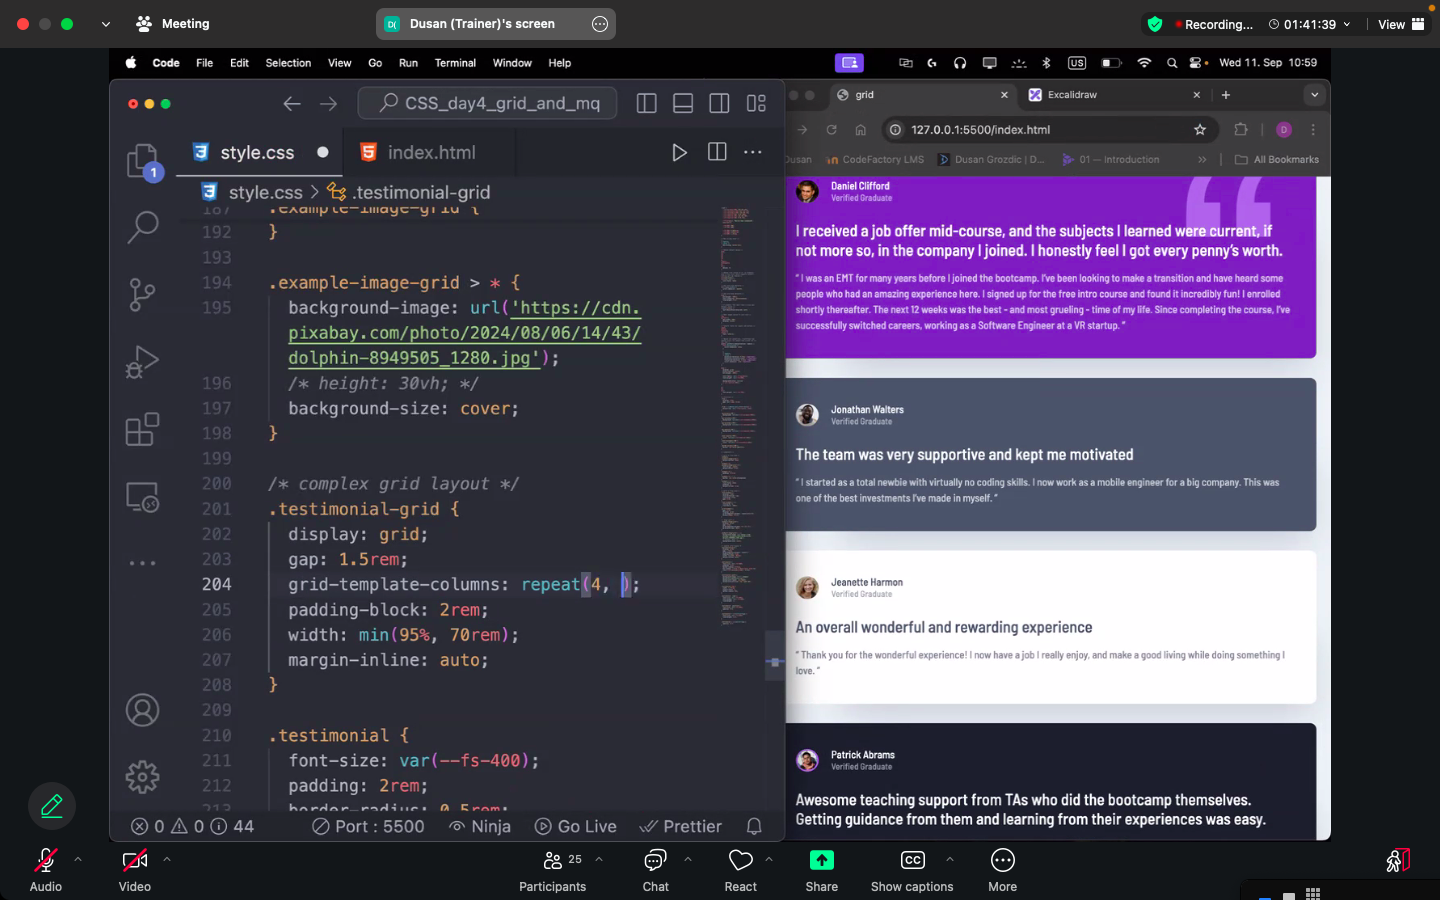 Meeting
D( Dusan (Trainer)'s screen
Recording...
01:41:39
View
Code File Edit Selection View Go Run Terminal Window Help
US
Wed 11. Sep 10:59
CSS_day4_grid_and_mq
style.css
index.html
style.css > .testimonial-grid
187 .example-image-grid {
192 }
193
194 .example-image-grid > * {
195 background-image: url('https://cdn.
pixabay.com/photo/2024/08/06/14/43/
dolphin-8949505_1280.jpg');
196 /* height: 30vh; */
197 background-size: cover;
198 }
199
200 /* complex grid layout */
201 .testimonial-grid {
202 display: grid;
203 gap: 1.5rem;
204 grid-template-columns: repeat(4, );
205 padding-block: 2rem;
206 width: min(95%, 70rem);
207 margin-inline: auto;
208 }
209
210 .testimonial {
211 font-size: var(--fs-400);
212 padding: 2rem;
213 border-radius: 0.5rem;
1
0 0 44
Port : 5500
Ninja
Go Live
Prettier
grid
Excalidraw
127.0.0.1:5500/index.html
D
Dusan
CodeFactory LMS
Dusan Grozdic | D...
01 — Introduction
»
All Bookmarks
Daniel Clifford
Verified Graduate
I received a job offer mid-course, and the subjects I learned were current, if
not more so, in the company I joined. I honestly feel I got every penny's worth.
“ I was an EMT for many years before I joined the bootcamp. I've been looking to make a transition and have heard some
people who had an amazing experience here. I signed up for the free intro course and found it incredibly fun! I enrolled
shortly thereafter. The next 12 weeks was the best - and most grueling - time of my life. Since completing the course, I've
successfully switched careers, working as a Software Engineer at a VR startup. ”
Jonathan Walters
Verified Graduate
The team was very supportive and kept me motivated
“ I started as a total newbie with virtually no coding skills. I now work as a mobile engineer for a big company. This was
one of the best investments I've made in myself. ”
Jeanette Harmon
Verified Graduate
An overall wonderful and rewarding experience
“ Thank you for the wonderful experience! I now have a job I really enjoy, and make a good living while doing something I
love. ”
Patrick Abrams
Verified Graduate
Awesome teaching support from TAs who did the bootcamp themselves.
Getting guidance from them and learning from their experiences was easy.
Audio
Video
25
Participants
Chat
React
Share
CC
Show captions
More